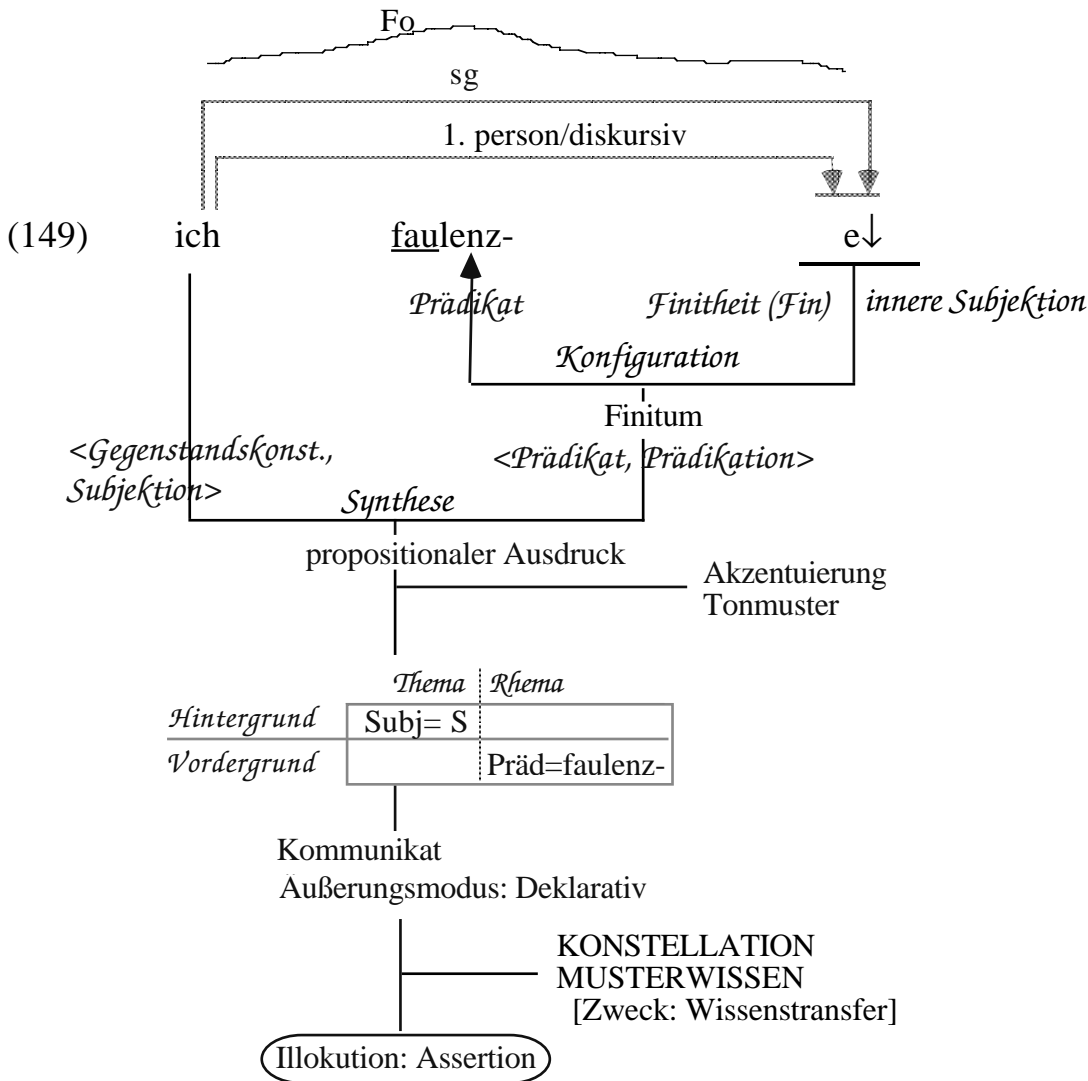 Fo
sg
1. person/diskursiv
(149) ich faulenz- e↓
Prädikat Finitheit (Fin) innere Subjektion
Konfiguration
Finitum
<Gegenstandskonst., <Prädikat, Prädikation>
Subjektion>
Synthese
propositionaler Ausdruck
Akzentuierung
Tonmuster
Thema Rhema
Hintergrund Subj= S
Vordergrund Präd=faulenz-
Kommunikat
Äußerungsmodus: Deklarativ
KONSTELLATION
MUSTERWISSEN
[Zweck: Wissenstransfer]
Illokution: Assertion